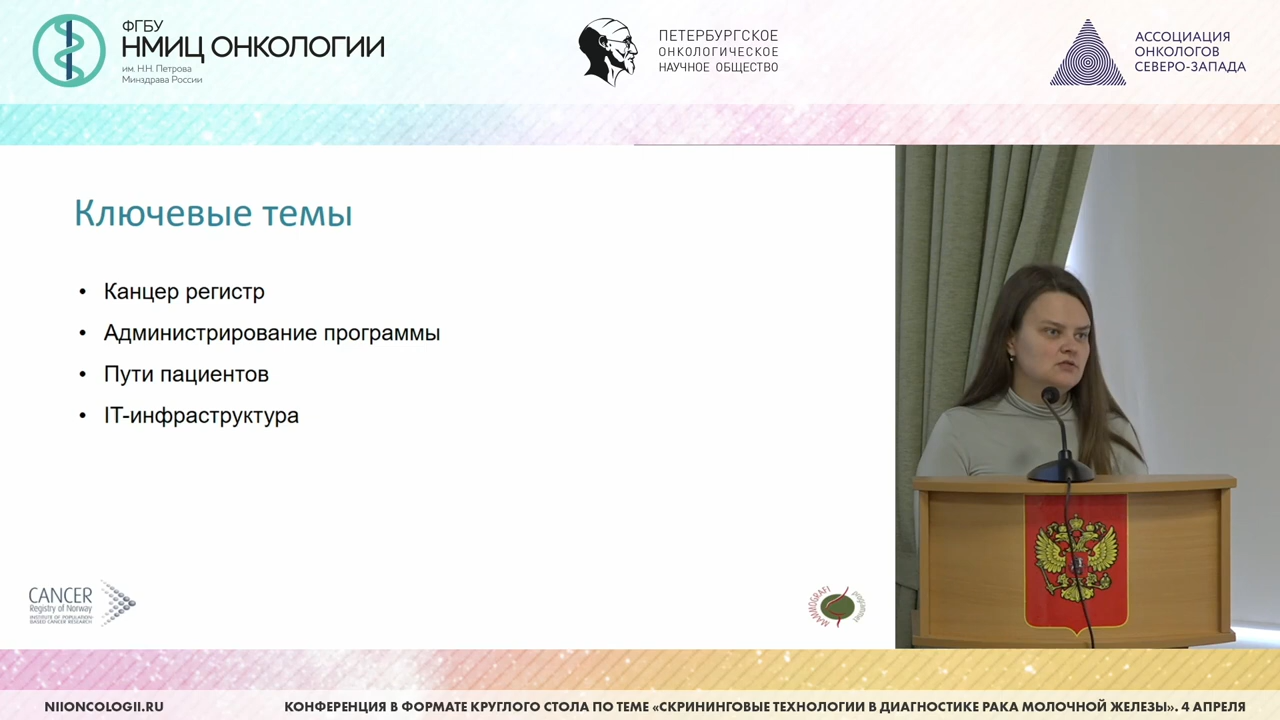 ФГБУ
НМИЦ ОНКОЛОГИИ
им. Н.Н. Петрова
Минздрава России
ПЕТЕРБУРГСКОЕ
ОНКОЛОГИЧЕСКОЕ
НАУЧНОЕ ОБЩЕСТВО
АССОЦИАЦИЯ
ОНКОЛОГОВ
СЕВЕРО-ЗАПАДА
Ключевые темы
• Канцер регистр
• Администрирование программы
• Пути пациентов
• IT-инфраструктура
CANCER
Registry of Norway
INSTITUTE OF POPULATION
BASED CANCER RESEARCH
MAMMOGRAFI
programmet
NIIONCOLOGII.RU
КОНФЕРЕНЦИЯ В ФОРМАТЕ КРУГЛОГО СТОЛА ПО ТЕМЕ «СКРИНИНГОВЫЕ ТЕХНОЛОГИИ В ДИАГНОСТИКЕ РАКА МОЛОЧНОЙ ЖЕЛЕЗЫ». 4 АПРЕЛЯ